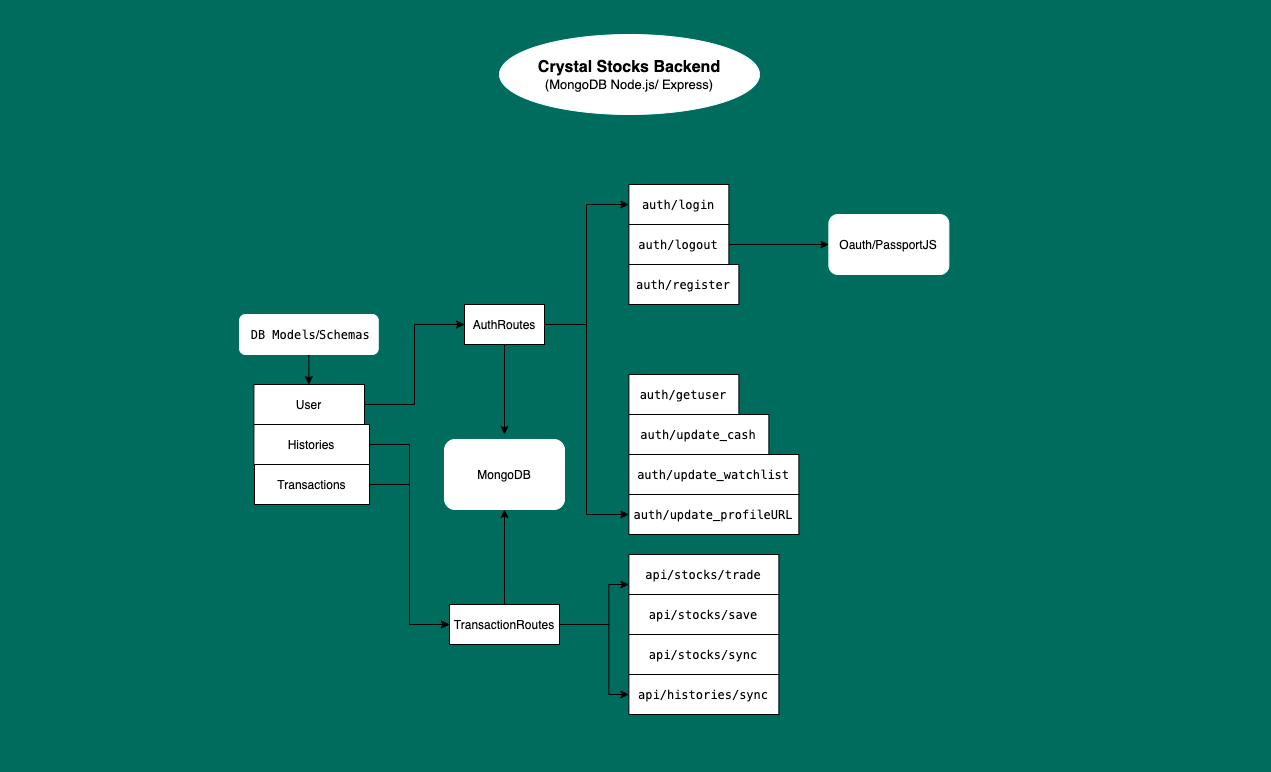 Crystal Stocks Backend
(MongoDB Node.js/ Express)
auth/login
auth/logout
auth/register
Oauth/PassportJS
AuthRoutes
DB Models/Schemas
User
Histories
Transactions
MongoDB
auth/getuser
auth/update_cash
auth/update_watchlist
auth/update_profileURL
TransactionRoutes
api/stocks/trade
api/stocks/save
api/stocks/sync
api/histories/sync